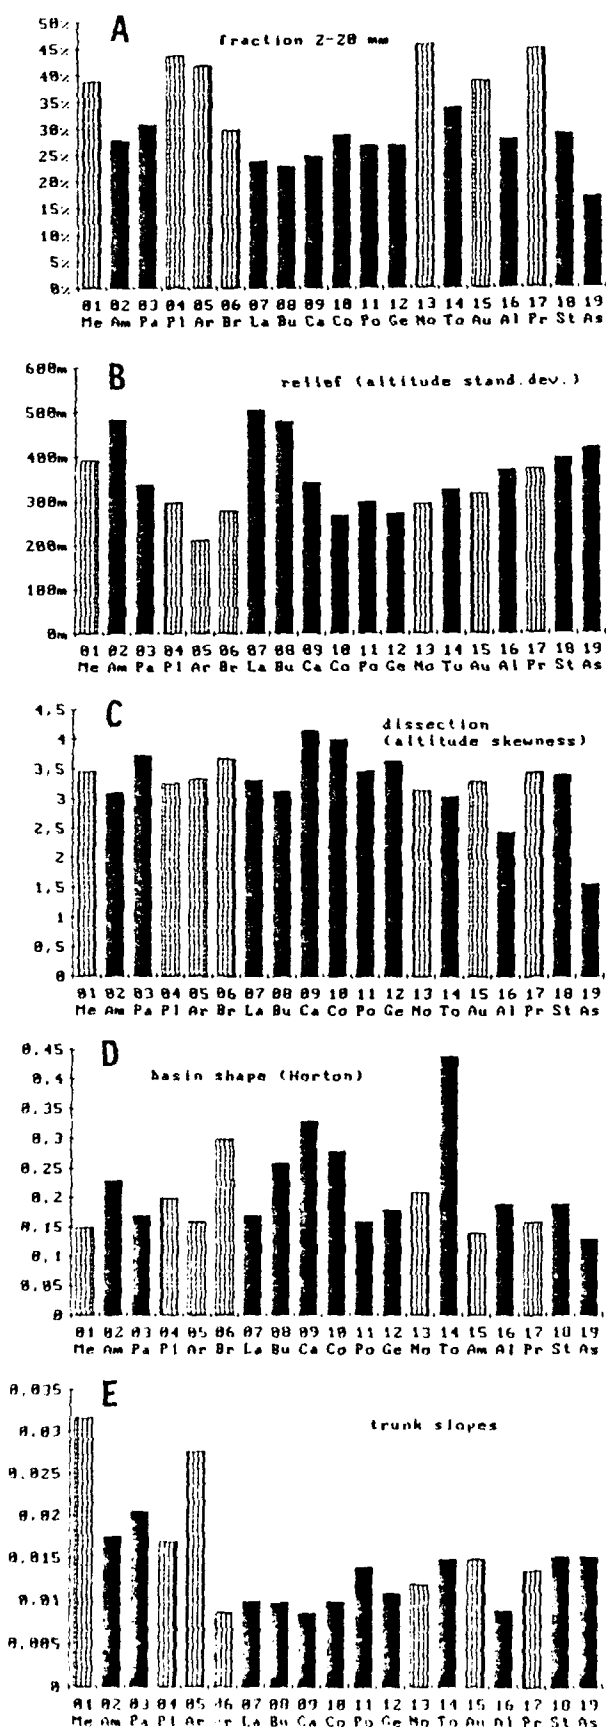 A
fraction 2-20 mm
50%
45%
40%
35%
30%
25%
20%
15%
10%
5%
0%
01 02 03 04 05 06 07 08 09 10 11 12 13 14 15 16 17 18 19
Me Am Pa Pl Ar Br La Bu Ca Co Po Ge Mo To Au Al Pr St As
B
relief (altitude stand.dev.)
600m
500m
400m
300m
200m
100m
0m
01 02 03 04 05 06 07 08 09 10 11 12 13 14 15 16 17 18 19
Me Am Pa Pl Ar Br La Bu Ca Co Po Ge Mo To Au Al Pr St As
C
dissection
(altitude skewness)
4,5
4
3,5
3
2,5
2
1,5
1
0,5
0
01 02 03 04 05 06 07 08 09 10 11 12 13 14 15 16 17 18 19
Me Am Pa Pl Ar Br La Bu Ca Co Po Ge Mo To Au Al Pr St As
D
basin shape (Horton)
0,45
0,4
0,35
0,3
0,25
0,2
0,15
0,1
0,05
0
01 02 03 04 05 06 07 08 09 10 11 12 13 14 15 16 17 18 19
Me Am Pa Pl Ar Br La Bu Ca Co Po Ge Mo To Am Al Pr St As
E
trunk slopes
0,035
0,03
0,025
0,02
0,015
0,01
0,005
0
01 02 03 04 05 06 07 08 09 10 11 12 13 14 15 16 17 18 19
Me Am Pa Pl Ar La Bu Ca Co Po Ge Mo To Au Al Pr St As